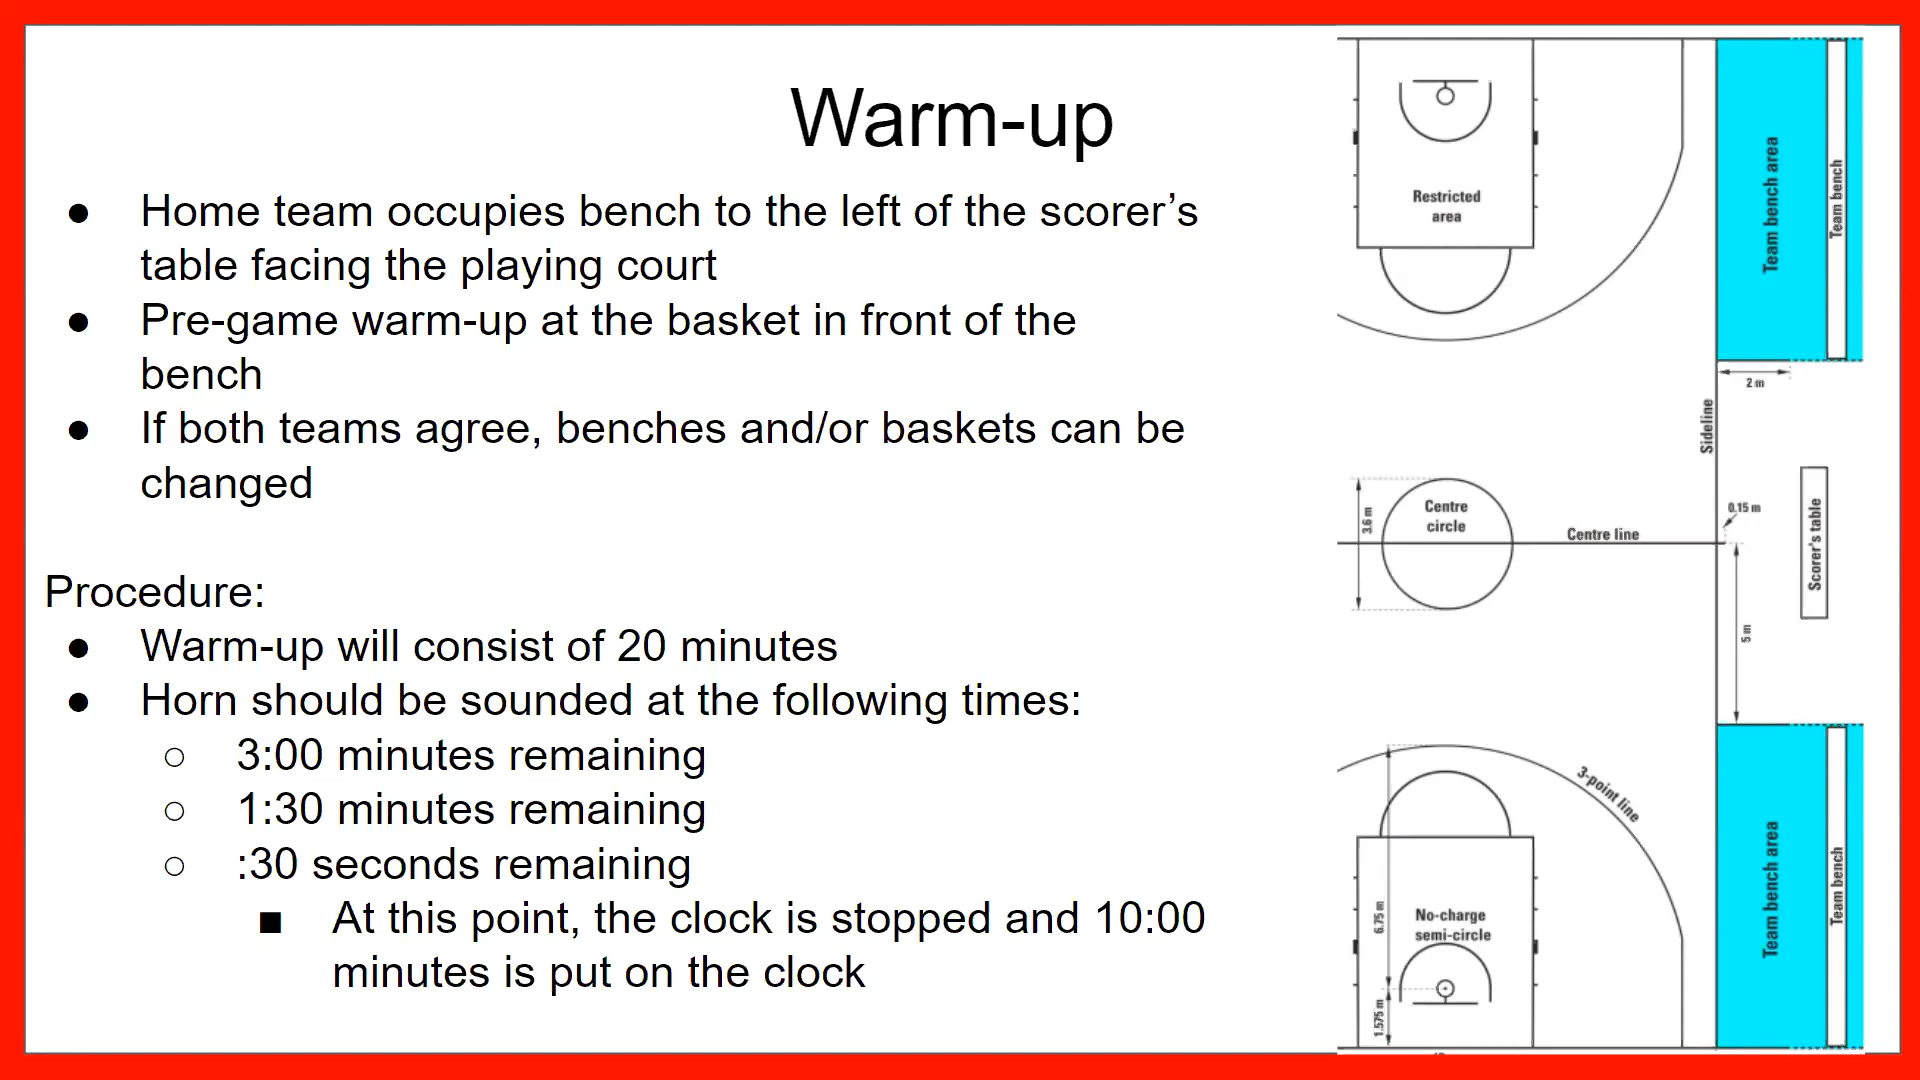 Warm-up
● Home team occupies bench to the left of the scorer’s
table facing the playing court
● Pre-game warm-up at the basket in front of the
bench
● If both teams agree, benches and/or baskets can be
changed
Procedure:
● Warm-up will consist of 20 minutes
● Horn should be sounded at the following times:
○ 3:00 minutes remaining
○ 1:30 minutes remaining
○ :30 seconds remaining
■ At this point, the clock is stopped and 10:00
minutes is put on the clock
Restricted
area
Team bench area
Team bench
2 m
Sideline
Centre
circle
3.6 m
Centre line
0.15 m
Scorer's table
5 m
3-point line
6.75 m
No-charge
semi-circle
1.575 m
Team bench area
Team bench